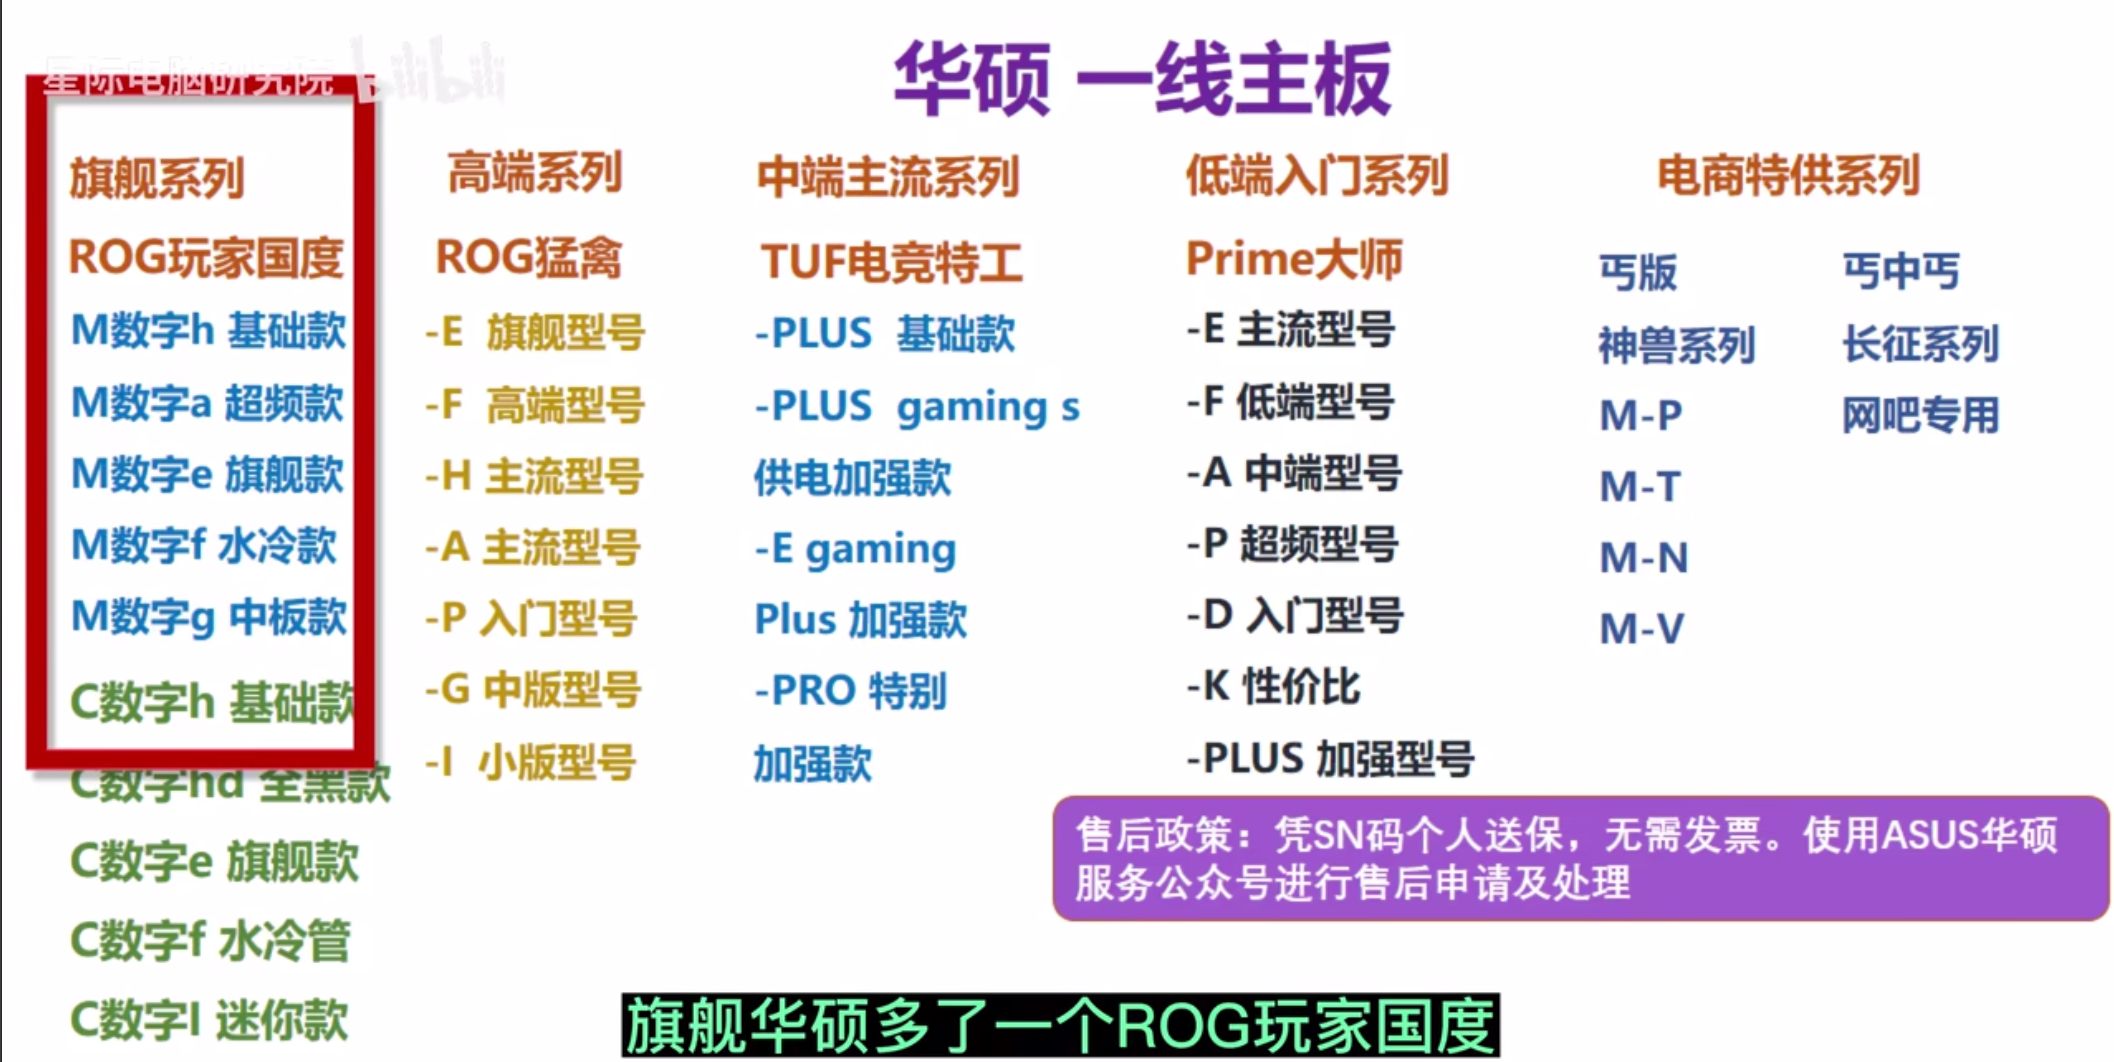 星际电脑研究院 bilibili
华硕 一线主板
旗舰系列
ROG玩家国度
M数字h 基础款
M数字a 超频款
M数字e 旗舰款
M数字f 水冷款
M数字g 中板款
C数字h 基础款
C数字hd 全黑款
C数字e 旗舰款
C数字f 水冷管
C数字I 迷你款
高端系列
ROG猛禽
-E 旗舰型号
-F 高端型号
-H 主流型号
-A 主流型号
-P 入门型号
-G 中版型号
-I 小版型号
中端主流系列
TUF电竞特工
-PLUS 基础款
-PLUS gaming s
供电加强款
-E gaming
Plus 加强款
-PRO 特别
加强款
低端入门系列
Prime大师
-E 主流型号
-F 低端型号
-A 中端型号
-P 超频型号
-D 入门型号
-K 性价比
-PLUS 加强型号
电商特供系列
丐版
神兽系列
M-P
M-T
M-N
M-V
丐中丐
长征系列
网吧专用
售后政策：凭SN码个人送保，无需发票。使用ASUS华硕
服务公众号进行售后申请及处理
旗舰华硕多了一个ROG玩家国度